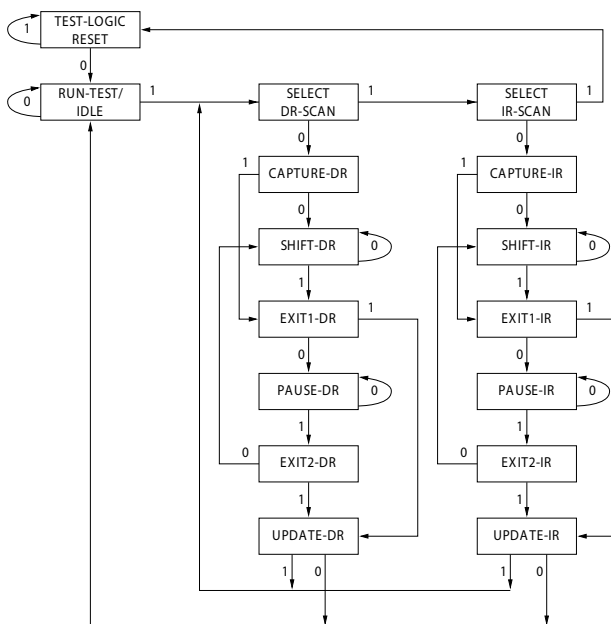 1
TEST-LOGIC
RESET
0
0
RUN-TEST/
IDLE
1
SELECT
DR-SCAN
1
SELECT
IR-SCAN
1
0
0
1
CAPTURE-DR
1
CAPTURE-IR
0
0
SHIFT-DR
0
SHIFT-IR
0
1
1
EXIT1-DR
1
EXIT1-IR
1
0
0
PAUSE-DR
0
PAUSE-IR
0
1
1
0
EXIT2-DR
0
EXIT2-IR
1
1
UPDATE-DR
UPDATE-IR
1
0
1
0